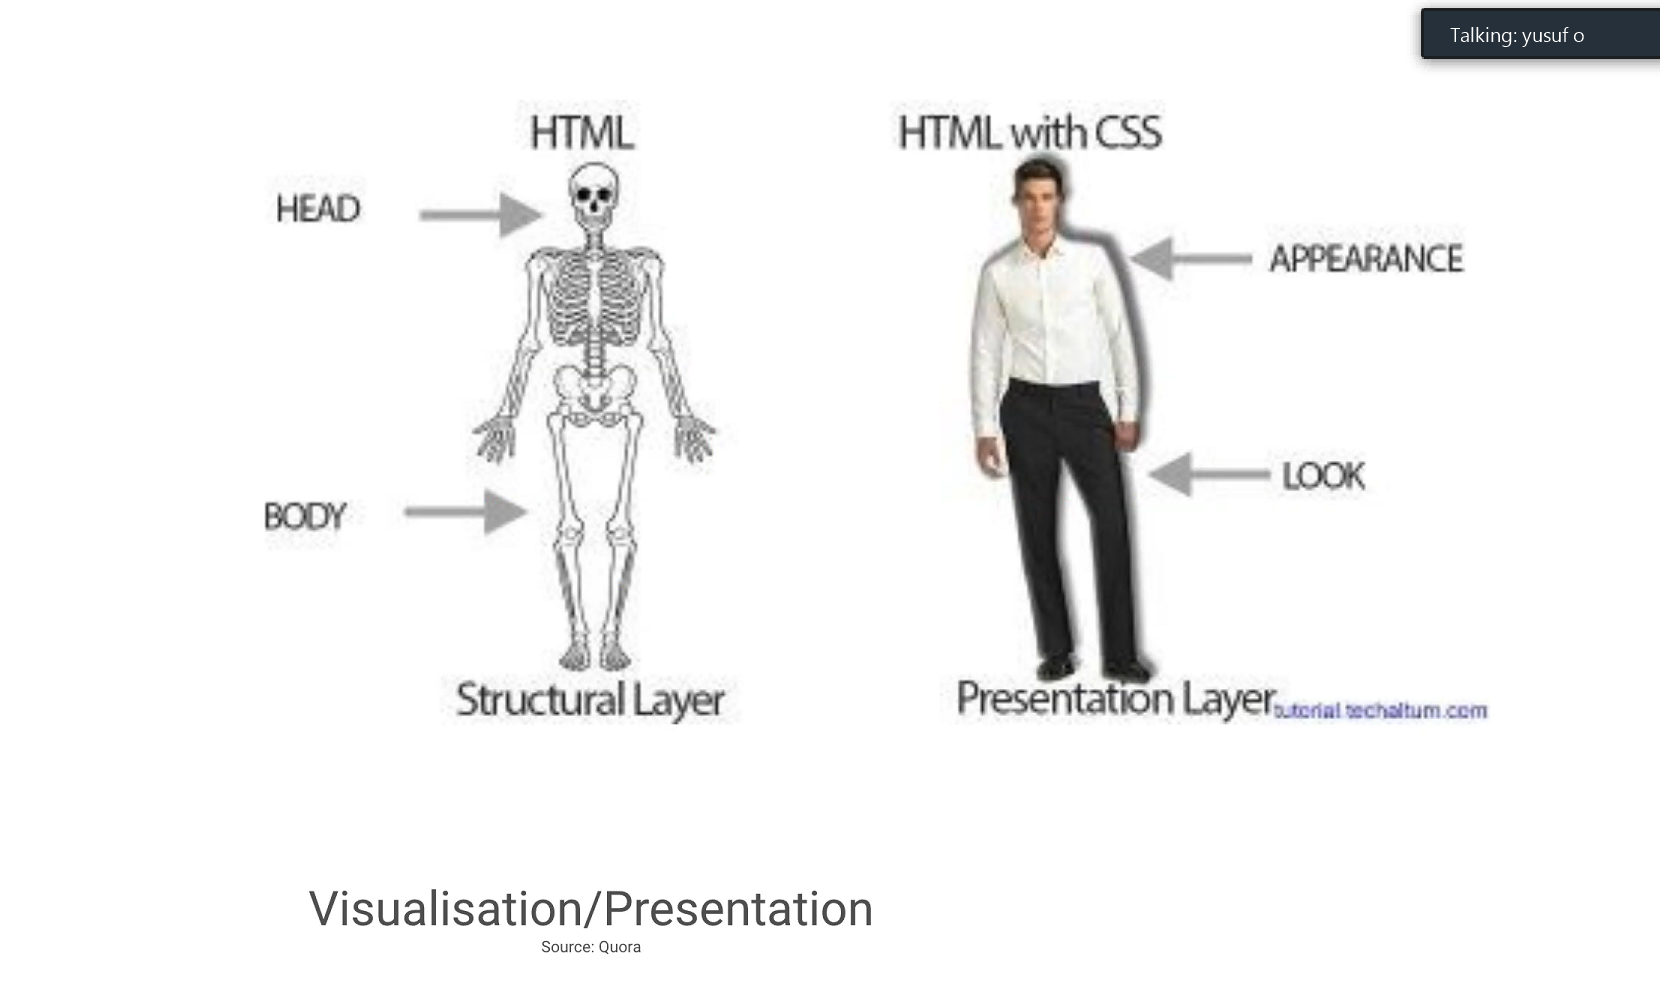 Talking: yusuf o
HTML
HTML with CSS
HEAD
APPEARANCE
LOOK
BODY
Structural Layer
Presentation Layer
tutorial.techaltum.com
Visualisation/Presentation
Source: Quora